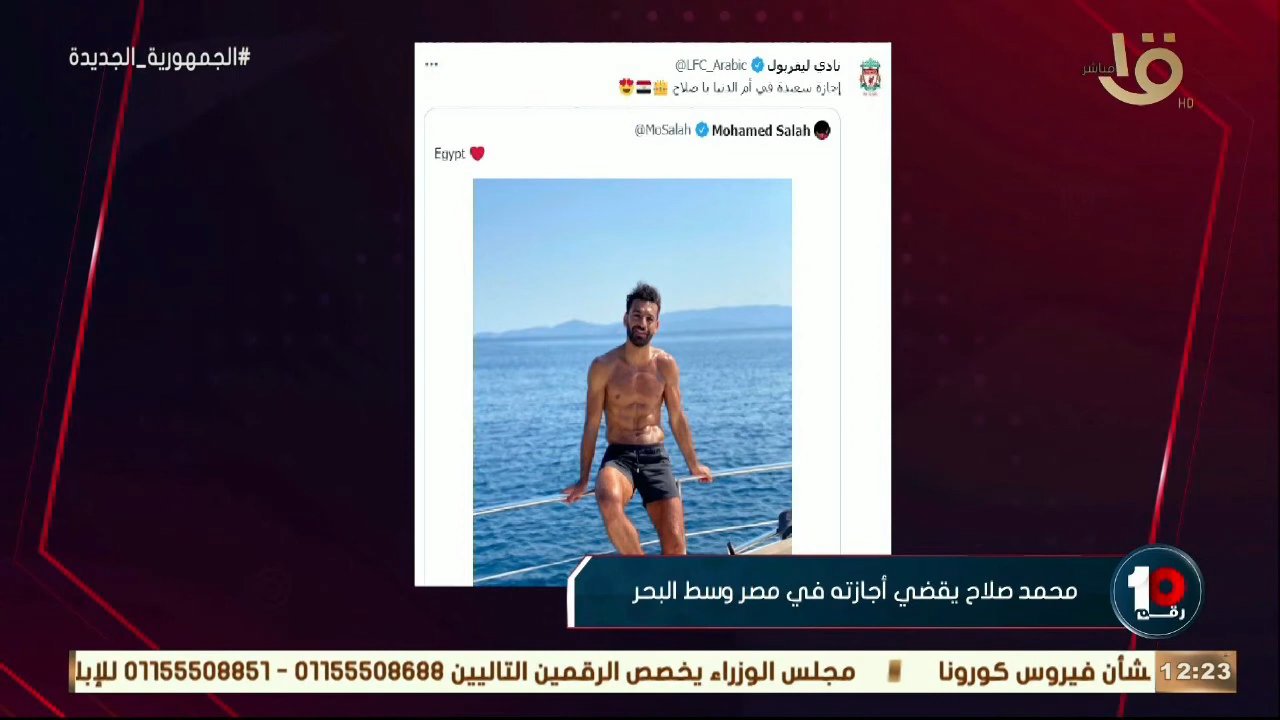 #الجمهورية_الجديدة
مباشر
HD
نادي ليفربول @LFC_Arabic
إجازة سعيدة في أم الدنيا يا صلاح
Mohamed Salah @MoSalah
Egypt
محمد صلاح يقضي أجازته في مصر وسط البحر
رقم 10
12:23 شأن فيروس كورونا مجلس الوزراء يخصص الرقمين التاليين 01155508688 - 01155508851 للإبلا